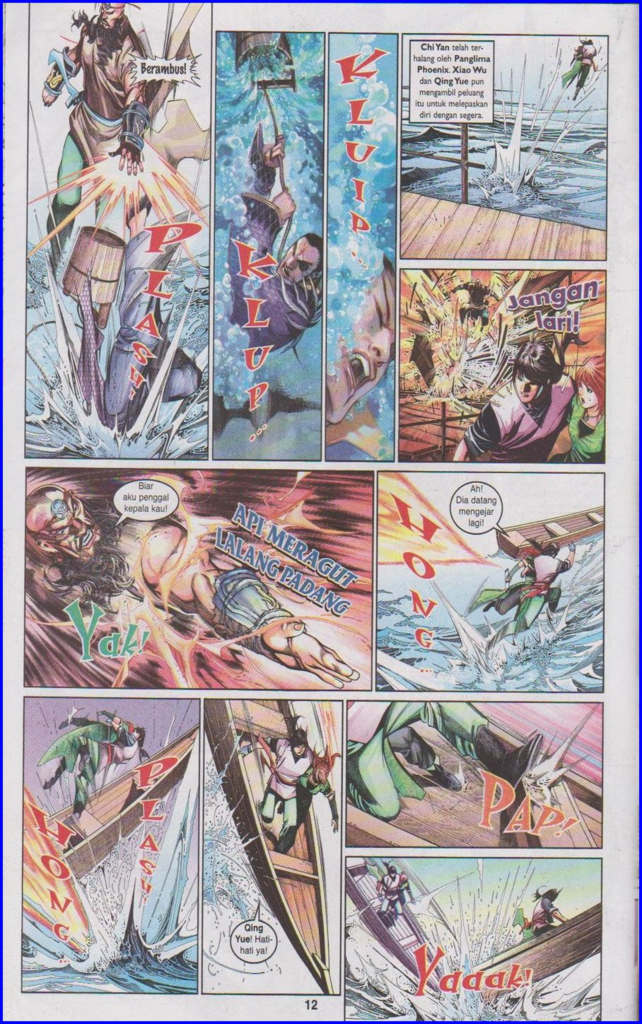 Berambus!
PLASH!
KLUP...
KLUIP...
Chi Yan telah ter-
halang oleh Panglima
Phoenix. Xiao Wu
dan Qing Yue pun
mengambil peluang
itu untuk melepaskan
diri dengan segera.
Jangan
lari!
Biar
aku penggal
kepala kau!
API MERAGUT
LALANG PADANG
Yak!
Ah!
Dia datang
mengejar
lagi!
HONG...
HONG...
PLASH!
Qing
Yue! Hati-
hati ya!
PAP!
Yaaak!
12